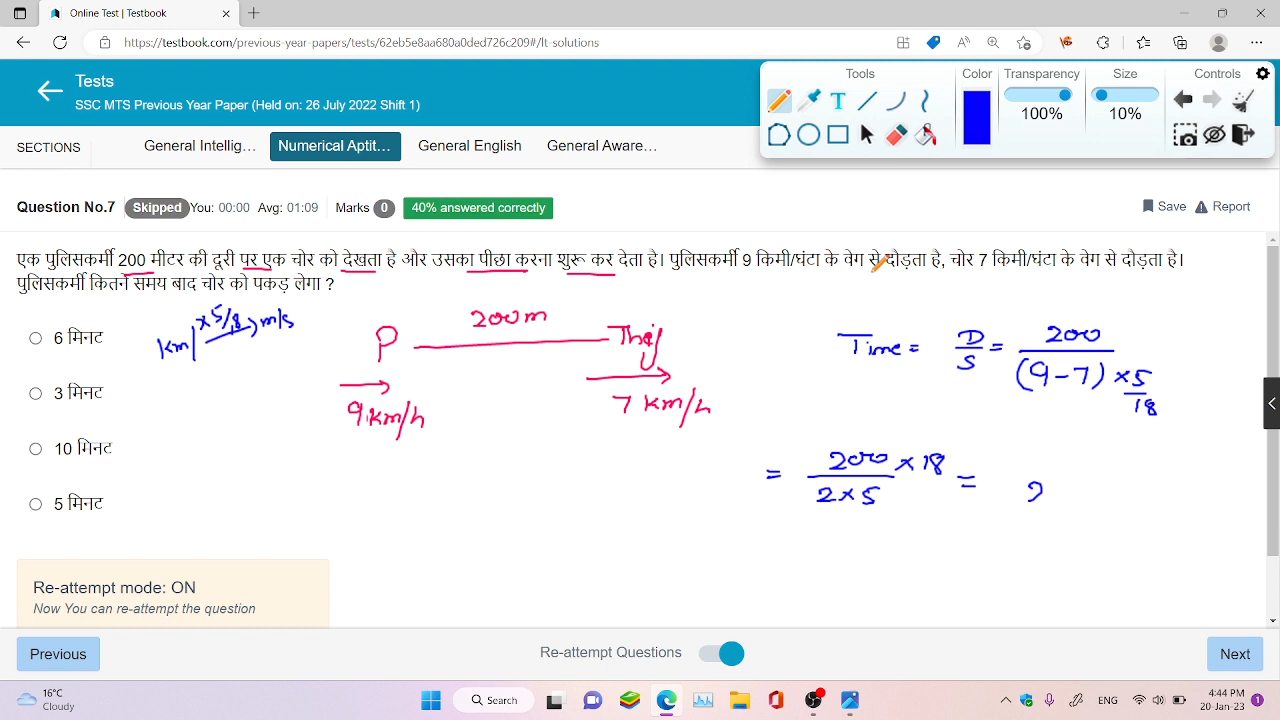 Online Test | Testbook.com
https://testbook.com/previous-year-papers/tests/62eb5e8aa680a0ded726c209#/lt-solutions
Tests
SSC MTS Previous Year Paper (Held on: 26 July 2022 Shift 1)
Tools Color Transparency Size Controls
100% 10%
SECTIONS General Intellig... Numerical Aptit... General English General Aware...
Question No.7 Skipped You: 00:00 Avg: 01:09 Marks 0 40% answered correctly Save Report
एक पुलिसकर्मी 200 मीटर की दूरी पर एक चोर को देखता है और उसका पीछा करना शुरू कर देता है। पुलिसकर्मी 9 किमी/घंटा के वेग से दौड़ता है, चोर 7 किमी/घंटा के वेग से दौड़ता है।
पुलिसकर्मी कितने समय बाद चोर को पकड़ लेगा ?
6 मिनट
3 मिनट
10 मिनट
5 मिनट
km/ ×5/18 m/s
P 200m
9km/h 7 km/h
Time = D/S = 200/(9-7)×5/18
= 200×18/2×5 =
Re-attempt mode: ON
Now You can re-attempt the question
Previous Re-attempt Questions Next
16°C
Cloudy
Search
ENG
4:44 PM
20-Jan-23
1